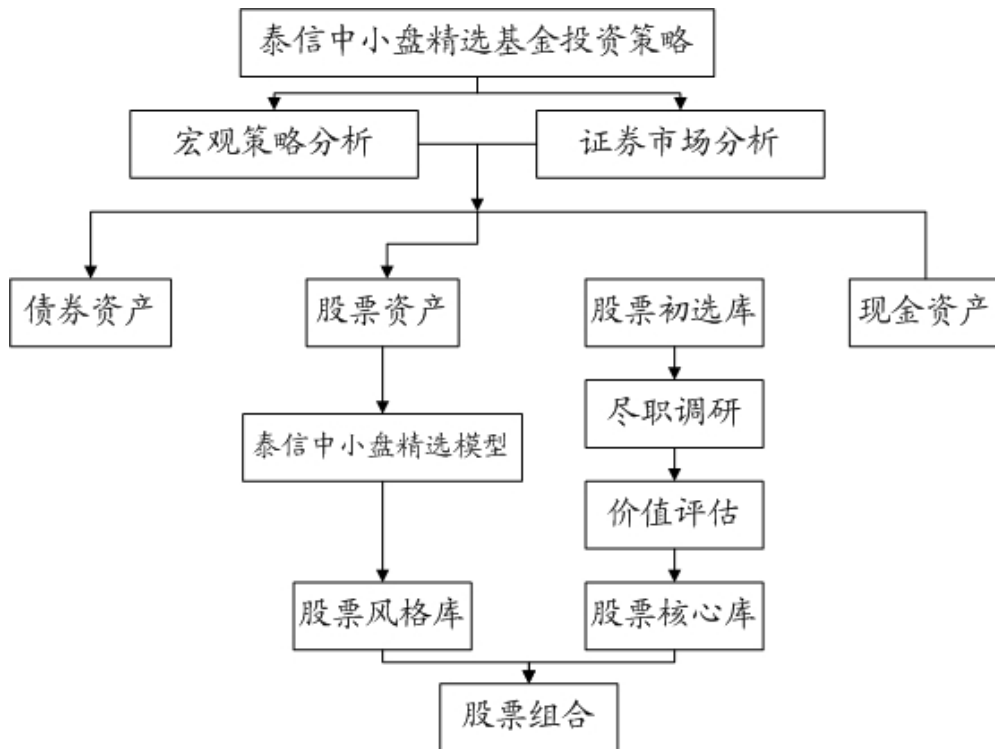 泰信中小盘精选基金投资策略
宏观策略分析
证券市场分析
债券资产
股票资产
股票初选库
现金资产
尽职调研
泰信中小盘精选模型
价值评估
股票风格库
股票核心库
股票组合